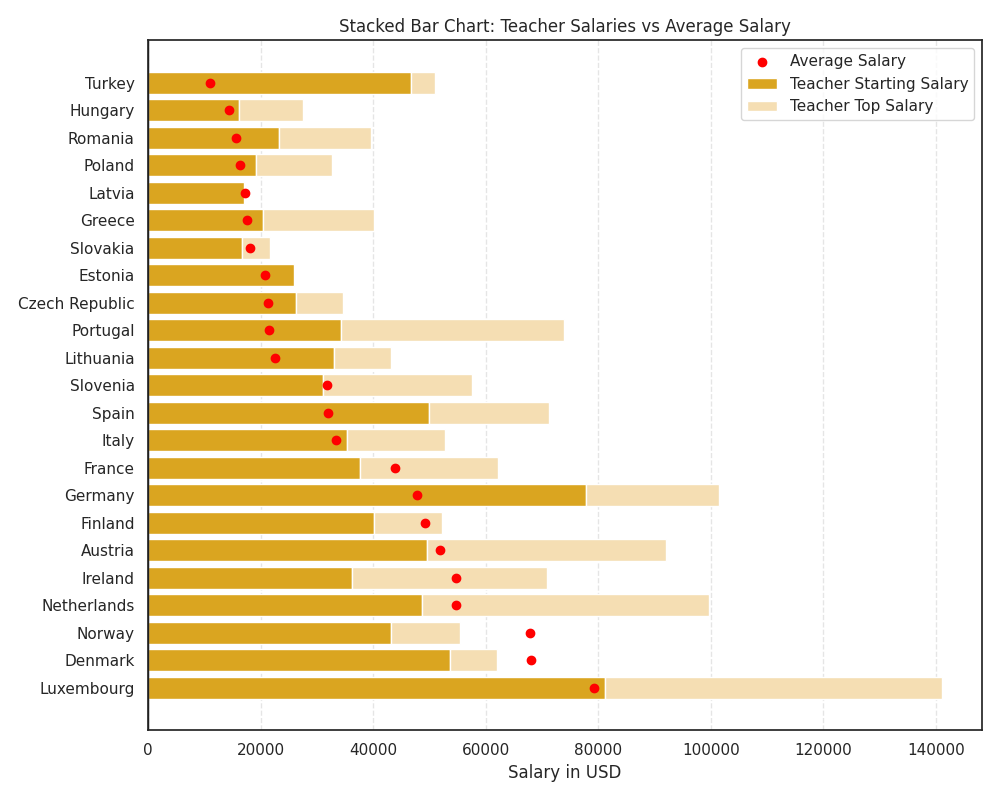 Stacked Bar Chart: Teacher Salaries vs Average Salary
Average Salary
Teacher Starting Salary
Teacher Top Salary
Turkey
Hungary
Romania
Poland
Latvia
Greece
Slovakia
Estonia
Czech Republic
Portugal
Lithuania
Slovenia
Spain
Italy
France
Germany
Finland
Austria
Ireland
Netherlands
Norway
Denmark
Luxembourg
0 20000 40000 60000 80000 100000 120000 140000
Salary in USD